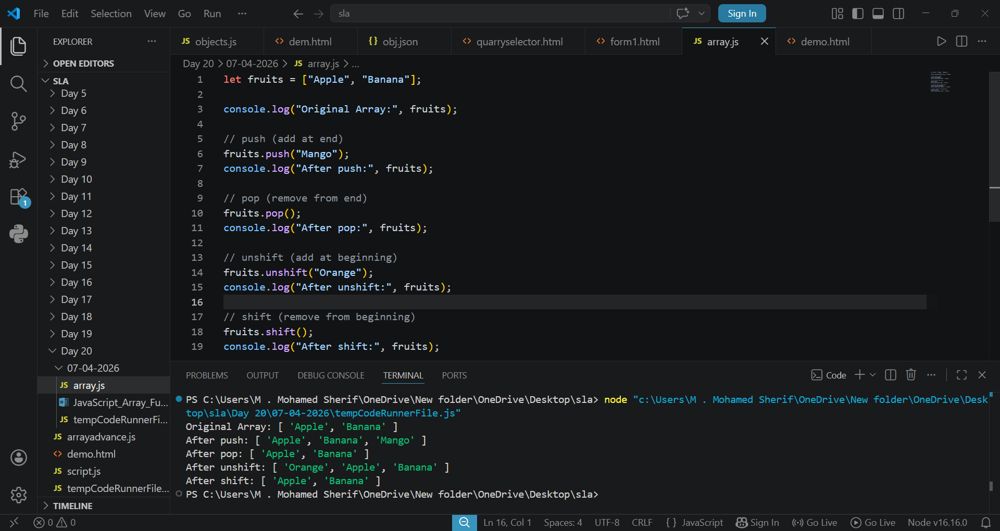 File Edit Selection View Go Run ···
sla
Sign In
EXPLORER
OPEN EDITORS
SLA
Day 5
Day 6
Day 7
Day 8
Day 9
Day 10
Day 11
Day 12
Day 13
Day 14
Day 15
Day 16
Day 17
Day 18
Day 19
Day 20
07-04-2026
JS array.js
JavaScript_Array_Fu...
JS tempCodeRunnerFi...
JS arrayadvance.js
<> demo.html
JS script.js
JS tempCodeRunnerFile...
TIMELINE
1
JS objects.js
<> dem.html
{} obj.json
<> quarryselector.html
<> form1.html
JS array.js
<> demo.html
Day 20 > 07-04-2026 > JS array.js > ...
1 let fruits = ["Apple", "Banana"];
2
3 console.log("Original Array:", fruits);
4
5 // push (add at end)
6 fruits.push("Mango");
7 console.log("After push:", fruits);
8
9 // pop (remove from end)
10 fruits.pop();
11 console.log("After pop:", fruits);
12
13 // unshift (add at beginning)
14 fruits.unshift("Orange");
15 console.log("After unshift:", fruits);
16
17 // shift (remove from beginning)
18 fruits.shift();
19 console.log("After shift:", fruits);
PROBLEMS OUTPUT DEBUG CONSOLE TERMINAL PORTS
Code
PS C:\Users\M . Mohamed Sherif\OneDrive\New folder\OneDrive\Desktop\sla> node "c:\Users\M . Mohamed Sherif\OneDrive\New folder\OneDrive\Desk
top\sla\Day 20\07-04-2026\tempCodeRunnerFile.js"
Original Array: [ 'Apple', 'Banana' ]
After push: [ 'Apple', 'Banana', 'Mango' ]
After pop: [ 'Apple', 'Banana' ]
After unshift: [ 'Orange', 'Apple', 'Banana' ]
After shift: [ 'Apple', 'Banana' ]
PS C:\Users\M . Mohamed Sherif\OneDrive\New folder\OneDrive\Desktop\sla>
0 0
Ln 16, Col 1 Spaces: 4 UTF-8 CRLF {} JavaScript Sign In Go Live Go Live Node v16.16.0